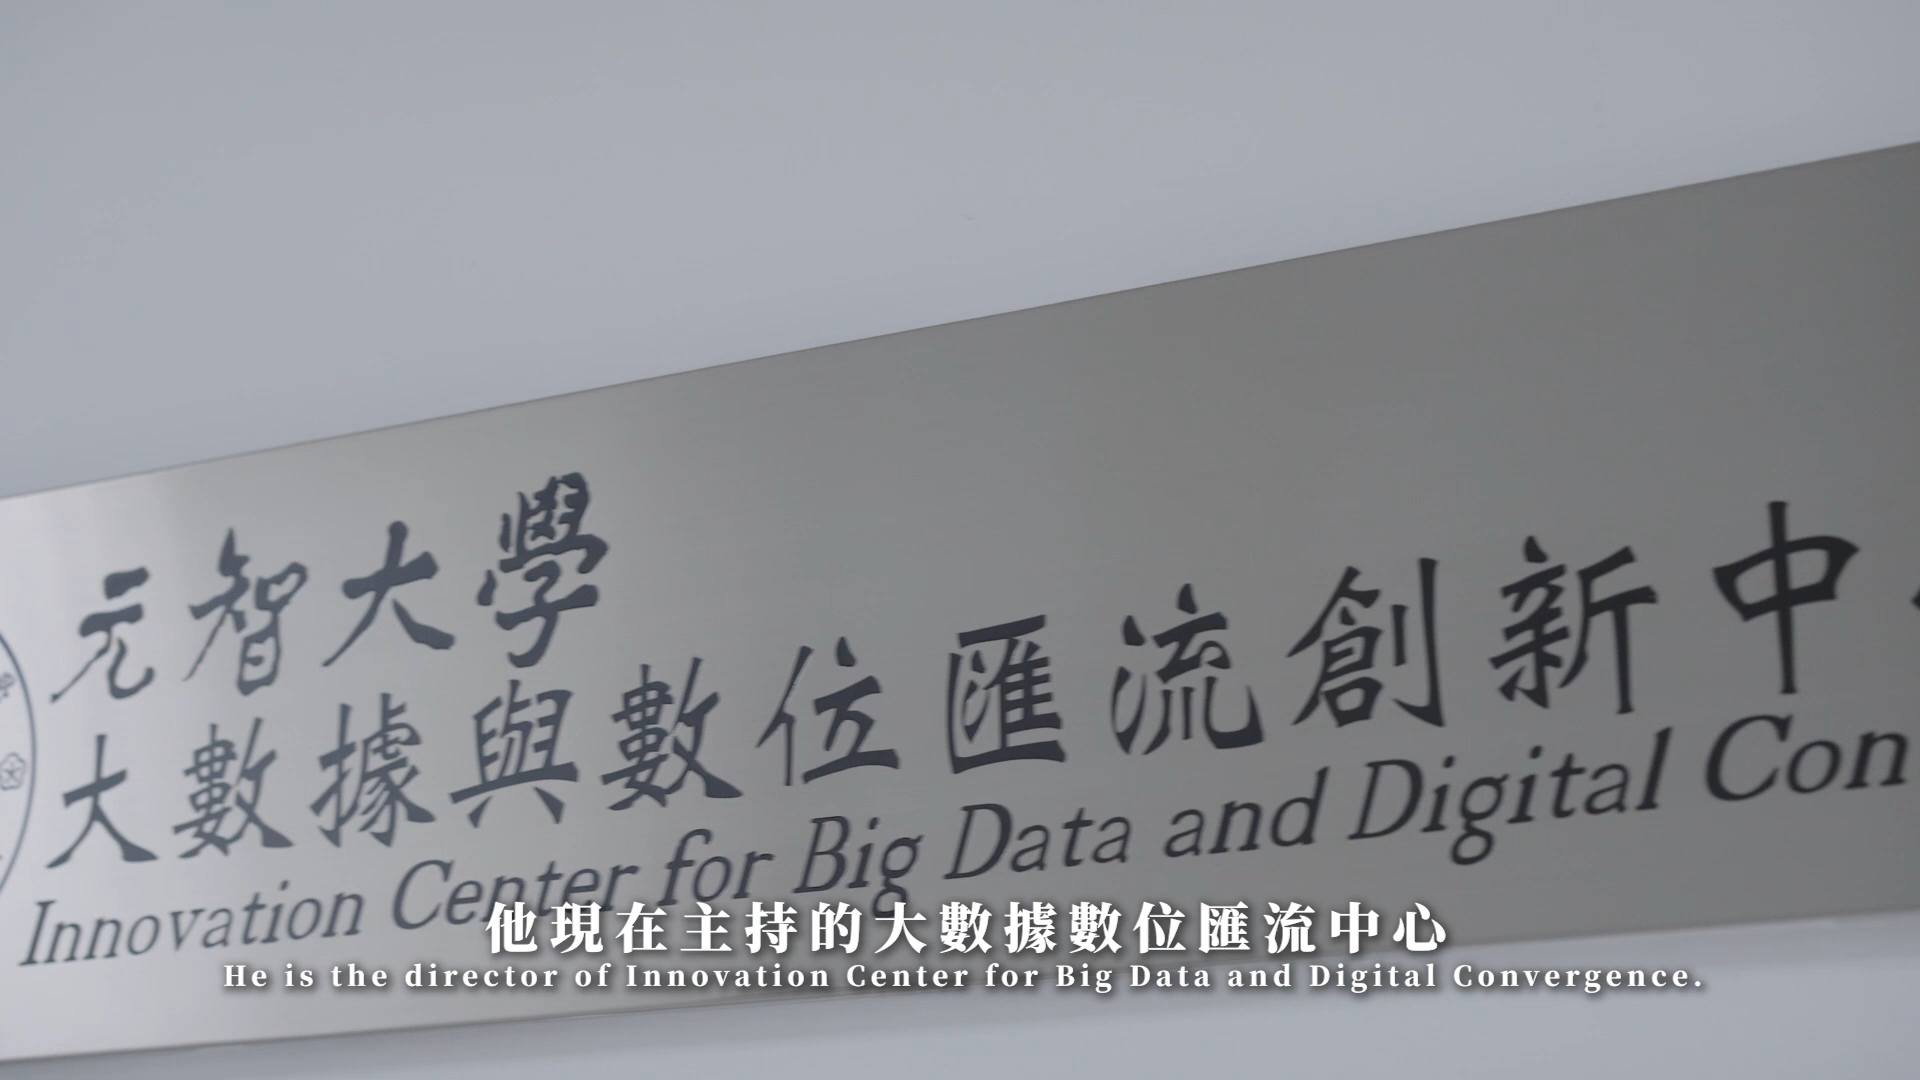 元智大學
大數據與數位匯流創新中
Innovation Center for Big Data and Digital Con
他現在主持的大數據數位匯流中心
He is the director of Innovation Center for Big Data and Digital Convergence.